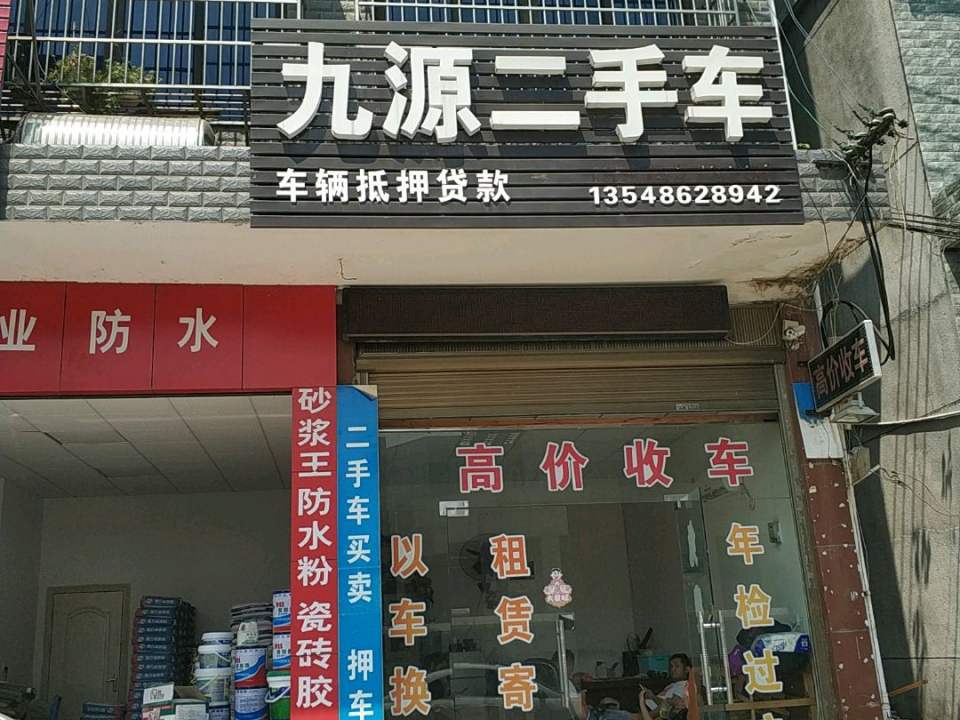 九源二手车
车辆抵押贷款 13548628942
业防水
高价收车
砂浆王防水粉 瓷砖胶
二手车买卖 押车
高价收车
以车换
租赁寄
年检过